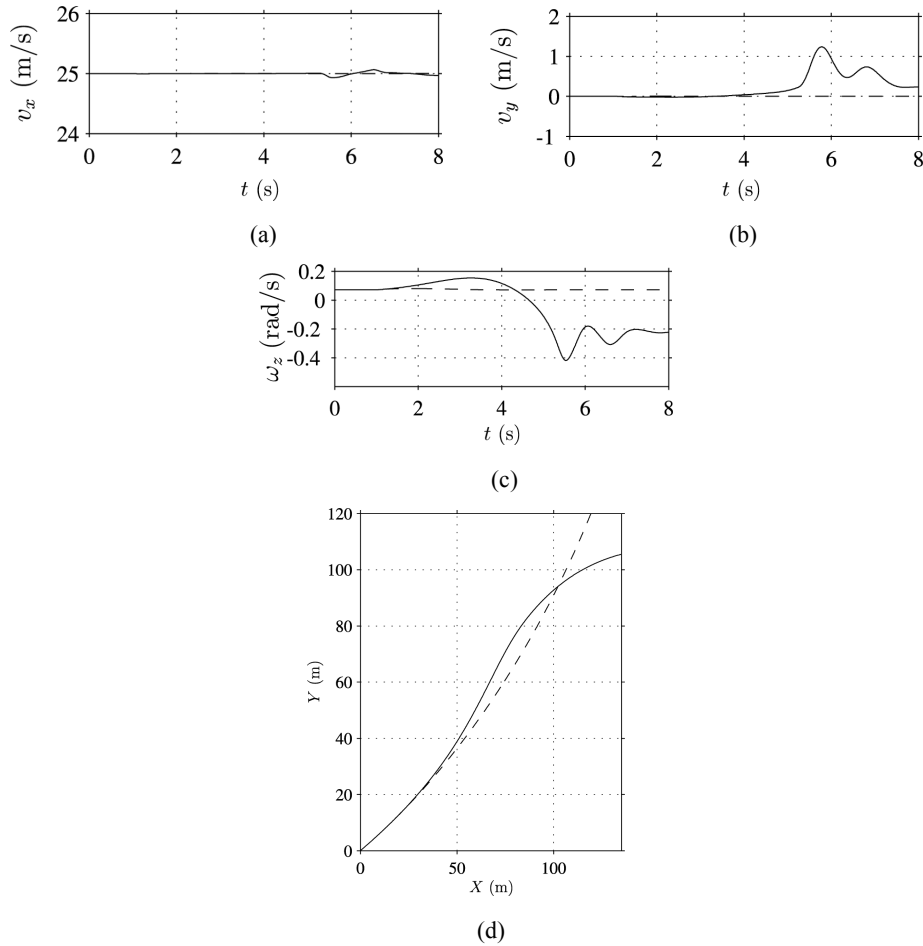 26
25
24
v_x (m/s)
0 2 4 6 8
t (s)
(a)
2
1
0
-1
v_y (m/s)
0 2 4 6 8
t (s)
(b)
0.2
0
-0.2
-0.4
ω_z (rad/s)
0 2 4 6 8
t (s)
(c)
120
100
80
60
40
20
0
Y (m)
0 50 100
X (m)
(d)